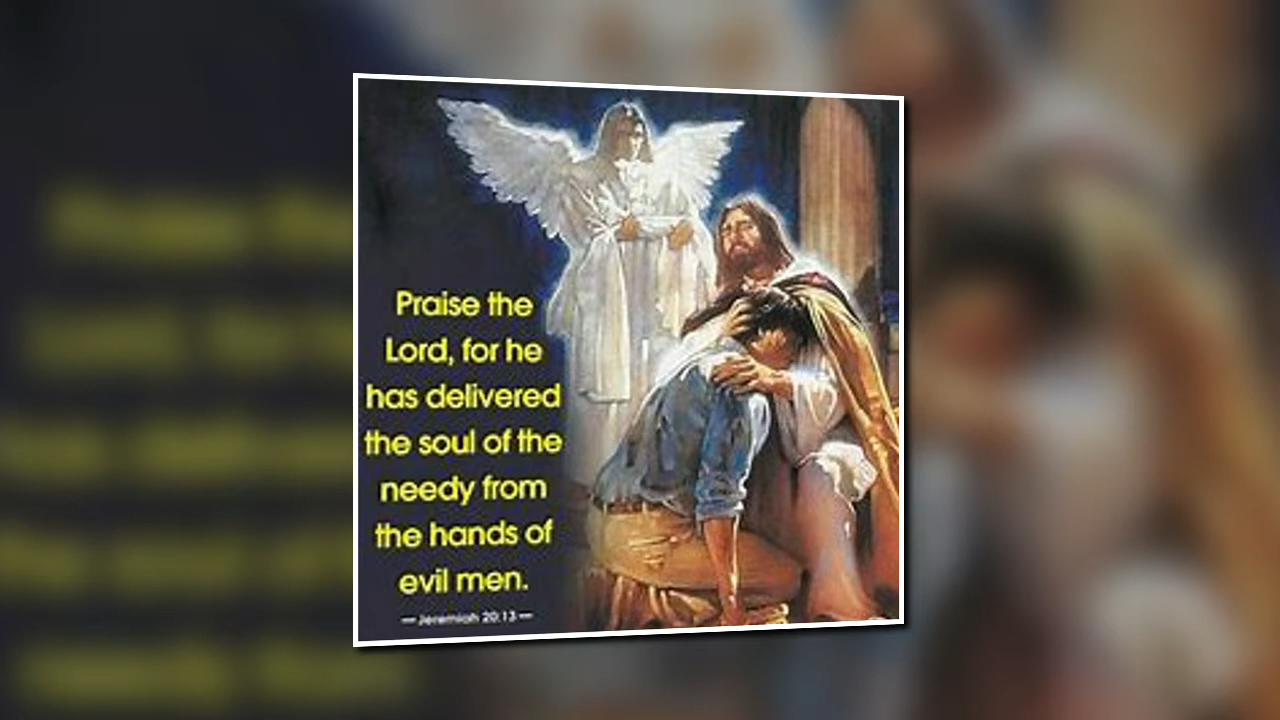 Praise the
Lord, for he
has delivered
the soul of the
needy from
the hands of
evil men.
— Jeremiah 20:13 —